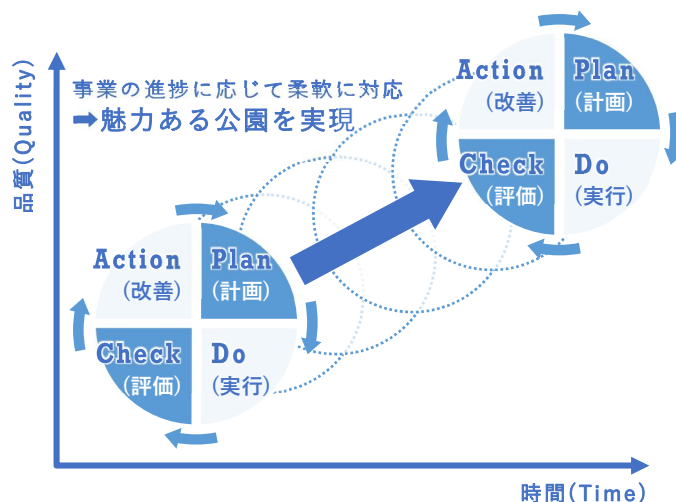 品質(Quality)
事業の進捗に応じて柔軟に対応
➡魅力ある公園を実現
Action
(改善)
Plan
(計画)
Check
(評価)
Do
(実行)
Action
(改善)
Plan
(計画)
Check
(評価)
Do
(実行)
時間(Time)